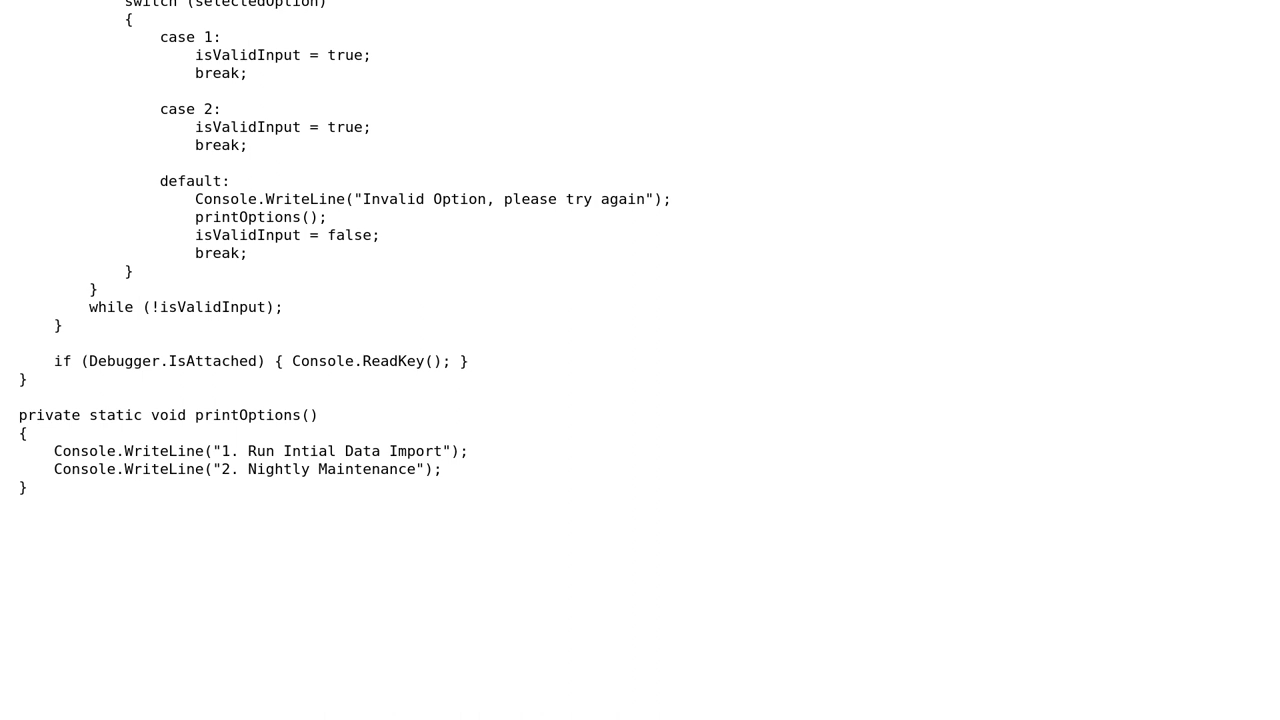 switch (selectedOption)
{
case 1:
isValidInput = true;
break;
case 2:
isValidInput = true;
break;
default:
Console.WriteLine("Invalid Option, please try again");
printOptions();
isValidInput = false;
break;
}
}
while (!isValidInput);
}
if (Debugger.IsAttached) { Console.ReadKey(); }
}
private static void printOptions()
{
Console.WriteLine("1. Run Intial Data Import");
Console.WriteLine("2. Nightly Maintenance");
}